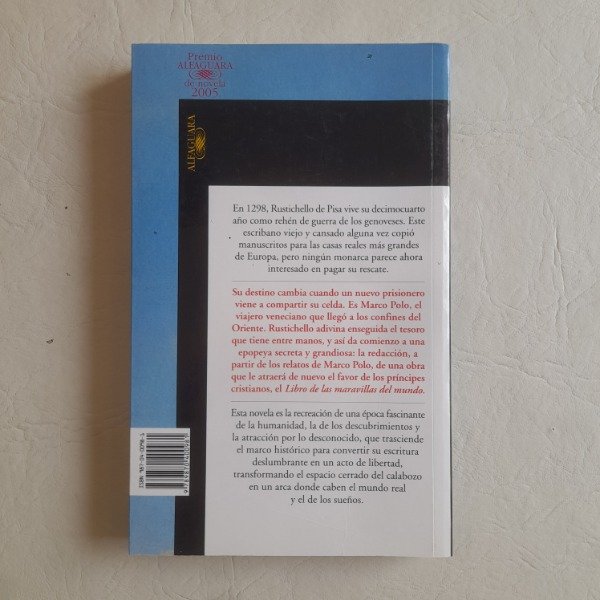 Premio
ALFAGUARA
de novela
2005
ALFAGUARA
En 1298, Rustichello de Pisa vive su decimocuarto
año como rehén de guerra de los genoveses. Este
escribano viejo y cansado alguna vez copió
manuscritos para las casas reales más grandes
de Europa, pero ningún monarca parece ahora
interesado en pagar su rescate.
Su destino cambia cuando un nuevo prisionero
viene a compartir su celda. Es Marco Polo, el
viajero veneciano que llegó a los confines del
Oriente. Rustichello adivina enseguida el tesoro
que tiene entre manos, y así da comienzo a una
epopeya secreta y grandiosa: la redacción, a
partir de los relatos de Marco Polo, de una obra
que le atraerá de nuevo el favor de los príncipes
cristianos, el Libro de las maravillas del mundo.
Esta novela es la recreación de una época fascinante
de la humanidad, la de los descubrimientos y
la atracción por lo desconocido, que trasciende
el marco histórico para convertir su escritura
deslumbrante en un acto de libertad,
transformando el espacio cerrado del calabozo
en un arca donde caben el mundo real
y el de los sueños.